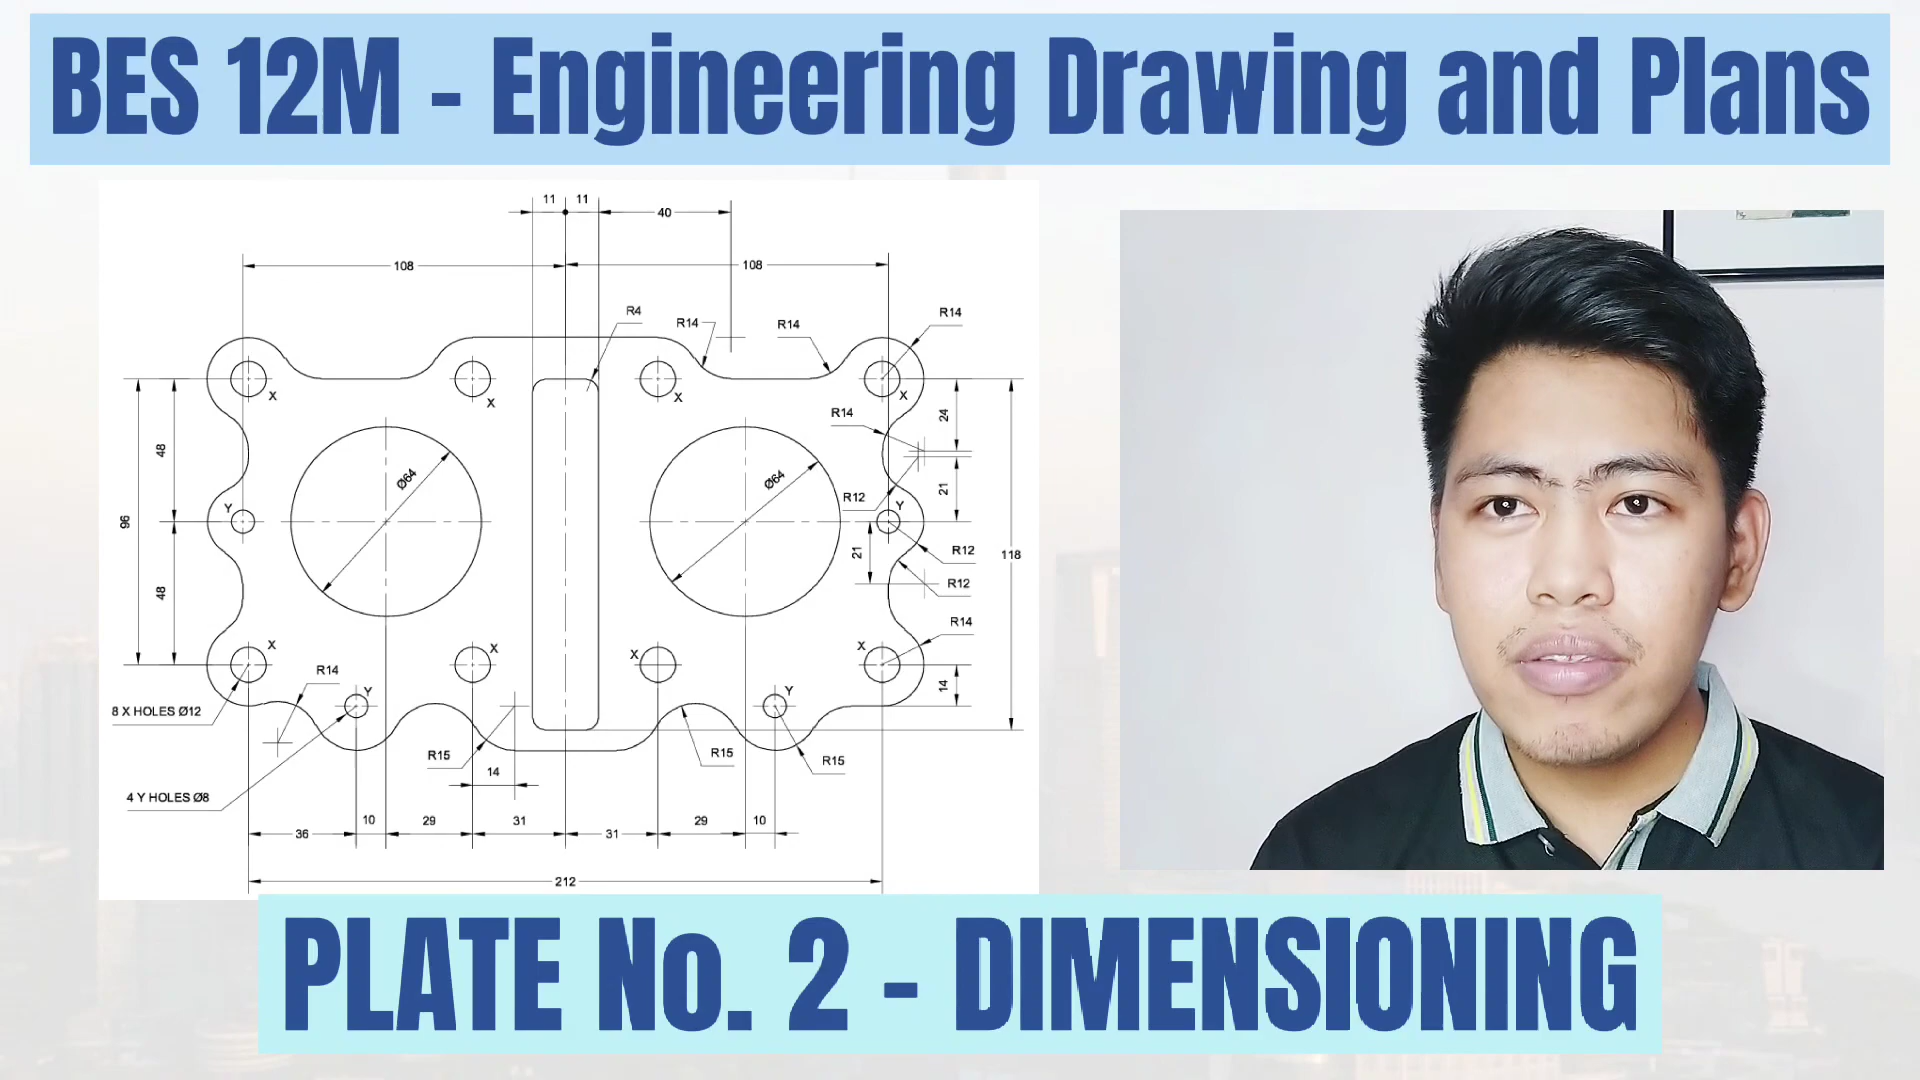 BES 12M - Engineering Drawing and Plans
11 11
40
108 108
R4
R14 R14 R14
X X X X
R14
24
48
Ø64 Ø64
21
R12
Y Y
96
21
R12
118
48
R12
R14
X X X X
R14
14
Y Y
8 X HOLES Ø12
R15 R15 R15
14
4 Y HOLES Ø8
36 10 29 31 31 29 10
212
PLATE No. 2 - DIMENSIONING